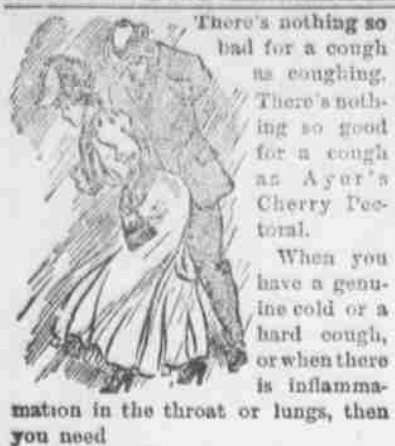 There's nothing so
bad for a cough
as coughing.
There's noth-
ing so good
for a cough
as Ayer's
Cherry Pec-
toral.
When you
have a genu-
ine cold or a
hard cough,
or when there
is inflamma-
mation in the throat or lungs, then
you need